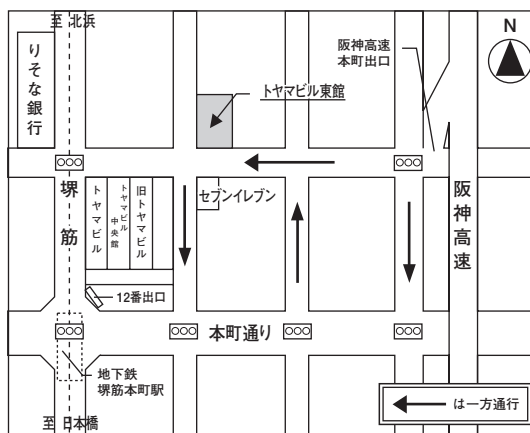 至 北浜
りそな銀行
トヤマビル東館
阪神高速
本町出口
N
堺筋
トヤマビル
トヤマビル
中央館
旧トヤマビル
セブンイレブン
阪神高速
12番出口
本町通り
地下鉄
堺筋本町駅
至 日本橋
は一方通行